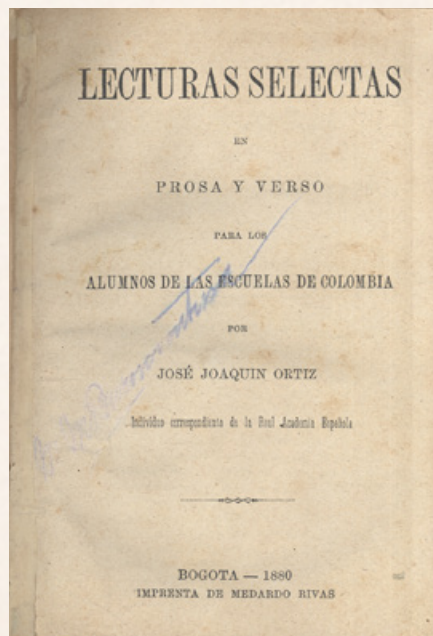 LECTURAS SELECTAS
EN
PROSA Y VERSO
PARA LOS
ALUMNOS DE LAS ESCUELAS DE COLOMBIA
POR
JOSÉ JOAQUIN ORTIZ
Individuo correspondiente de la Real Academia Española
BOGOTA — 1880
IMPRENTA DE MEDARDO RIVAS